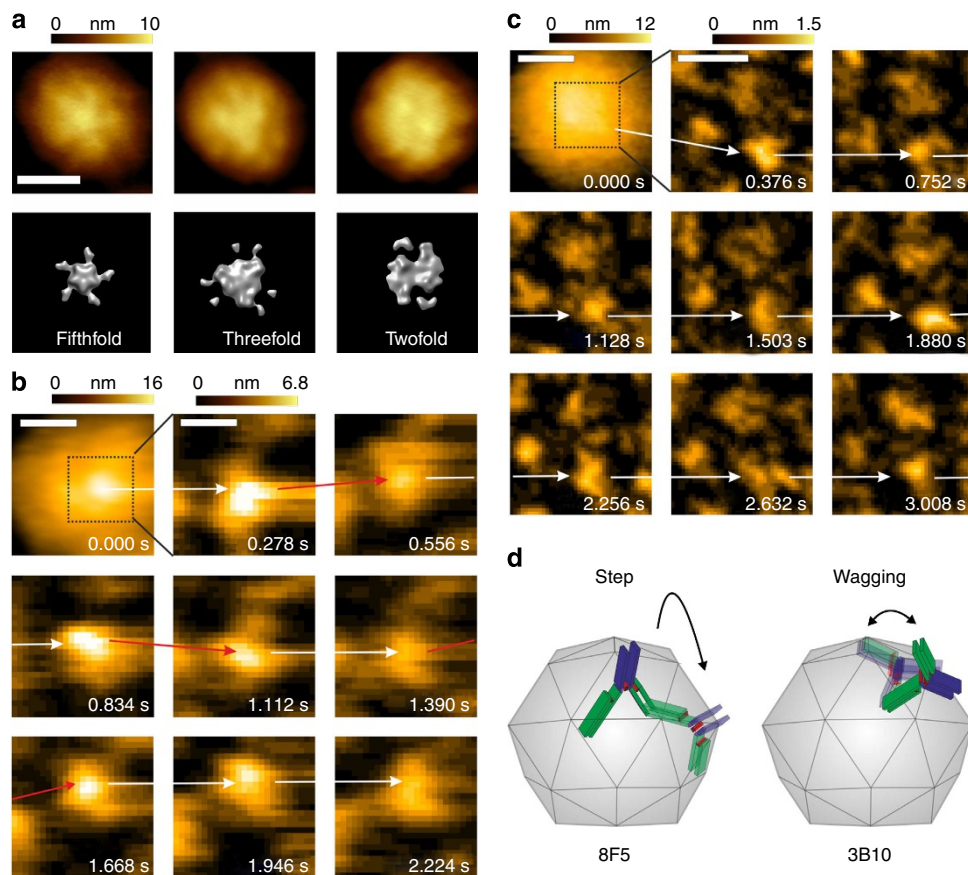 a
0 nm 10
Fifthfold
Threefold
Twofold
b
0 nm 16
0 nm 6.8
0.000 s
0.278 s
0.556 s
0.834 s
1.112 s
1.390 s
1.668 s
1.946 s
2.224 s
c
0 nm 12
0 nm 1.5
0.000 s
0.376 s
0.752 s
1.128 s
1.503 s
1.880 s
2.256 s
2.632 s
3.008 s
d
Step
Wagging
8F5
3B10